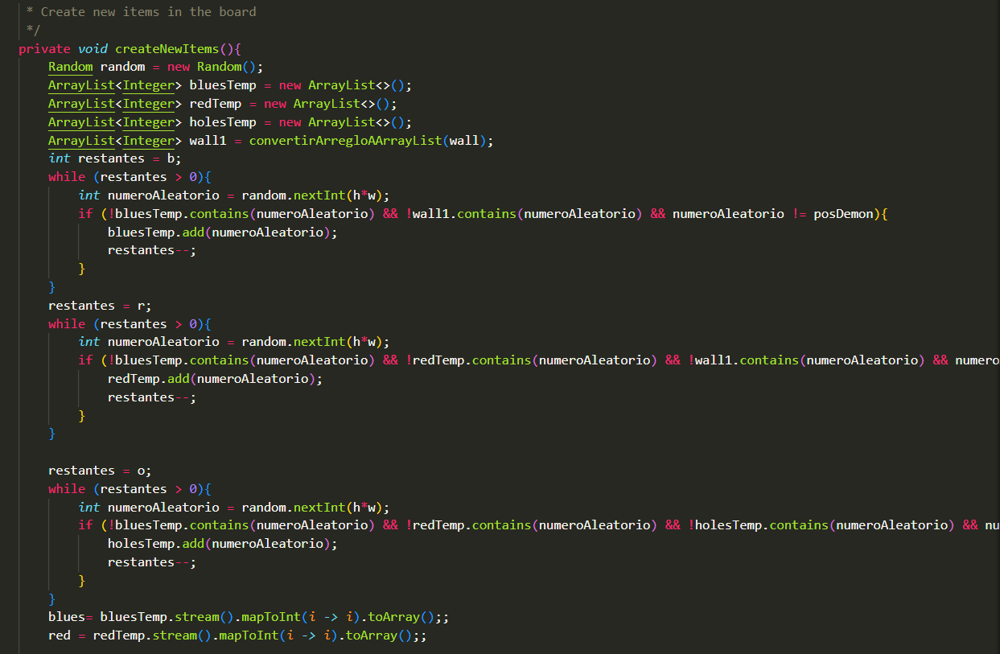 * Create new items in the board
*/
private void createNewItems(){
Random random = new Random();
ArrayList<Integer> bluesTemp = new ArrayList<>();
ArrayList<Integer> redTemp = new ArrayList<>();
ArrayList<Integer> holesTemp = new ArrayList<>();
ArrayList<Integer> wall1 = convertirArregloAArrayList(wall);
int restantes = b;
while (restantes > 0){
int numeroAleatorio = random.nextInt(h*w);
if (!bluesTemp.contains(numeroAleatorio) && !wall1.contains(numeroAleatorio) && numeroAleatorio != posDemon){
bluesTemp.add(numeroAleatorio);
restantes--;
}
}
restantes = r;
while (restantes > 0){
int numeroAleatorio = random.nextInt(h*w);
if (!bluesTemp.contains(numeroAleatorio) && !redTemp.contains(numeroAleatorio) && !wall1.contains(numeroAleatorio) && numero
redTemp.add(numeroAleatorio);
restantes--;
}
}
restantes = o;
while (restantes > 0){
int numeroAleatorio = random.nextInt(h*w);
if (!bluesTemp.contains(numeroAleatorio) && !redTemp.contains(numeroAleatorio) && !holesTemp.contains(numeroAleatorio) && nu
holesTemp.add(numeroAleatorio);
restantes--;
}
}
blues= bluesTemp.stream().mapToInt(i -> i).toArray();;
red = redTemp.stream().mapToInt(i -> i).toArray();;